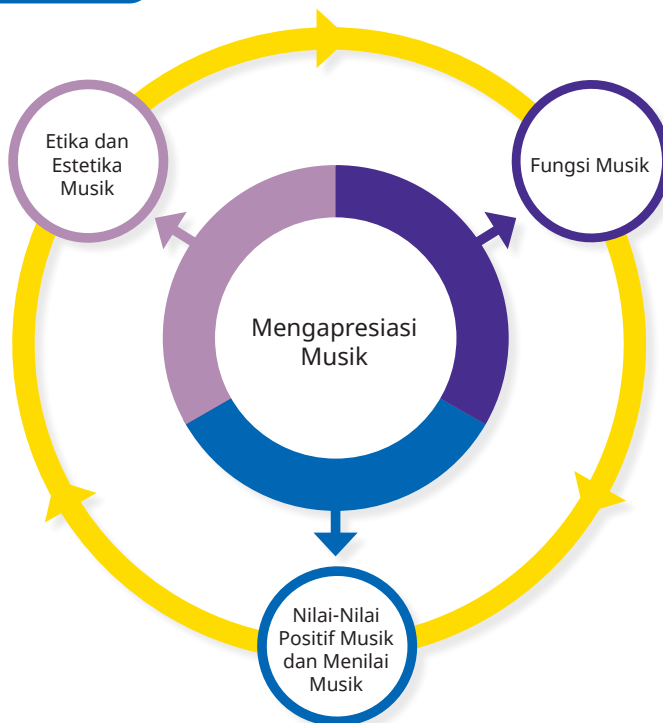 Etika dan
Estetika
Musik
Fungsi Musik
Mengapresiasi
Musik
Nilai-Nilai
Positif Musik
dan Menilai
Musik